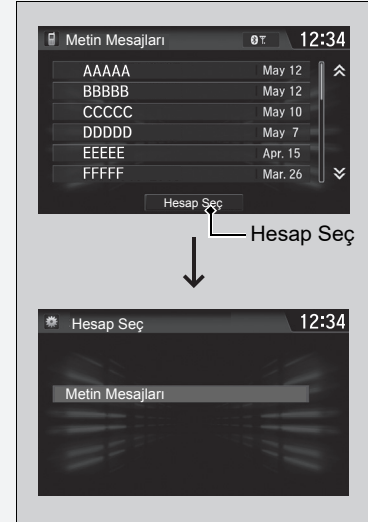 Metin Mesajları T. 12:34
AAAAA May 12
BBBBB May 12
CCCCC May 10
DDDDD May 7
EEEEE Apr. 15
FFFFF Mar. 26
Hesap Seç
Hesap Seç
Hesap Seç 12:34
Metin Mesajları